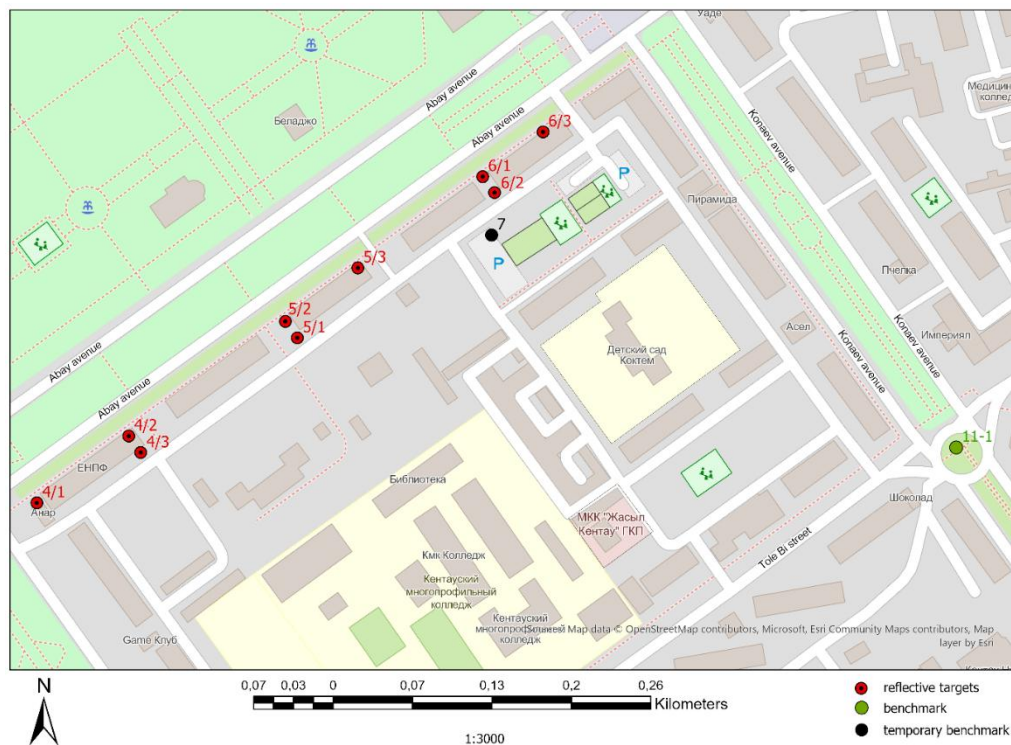 Уаде
Abay avenue
Abay avenue
Konaev avenue
Медицин
коллед
Беладжо
6/3
6/1
6/2
P
Пирамида
7
P
5/3
Пчелка
5/2
5/1
Асел
Империял
Детский сад
Коктем
Konaev avenue
Konaev avenue
Abay avenue
Abay avenue
4/2
4/3
11-1
ЕНПФ
Библиотека
4/1
Анар
Шоколад
МКК "Жасыл
Кентау" ГКП
Tole Bi street
Кмк Колледж
Кентауский
многопрофильный
колледж
Кентауский
многопрофильный
колледж
Game Клуб
Map data © OpenStreetMap contributors, Microsoft, Esri Community Maps contributors, Map
layer by Esri
N
0,07 0,03 0 0,07 0,13 0,2 0,26
Kilometers
1:3000
reflective targets
benchmark
temporary benchmark